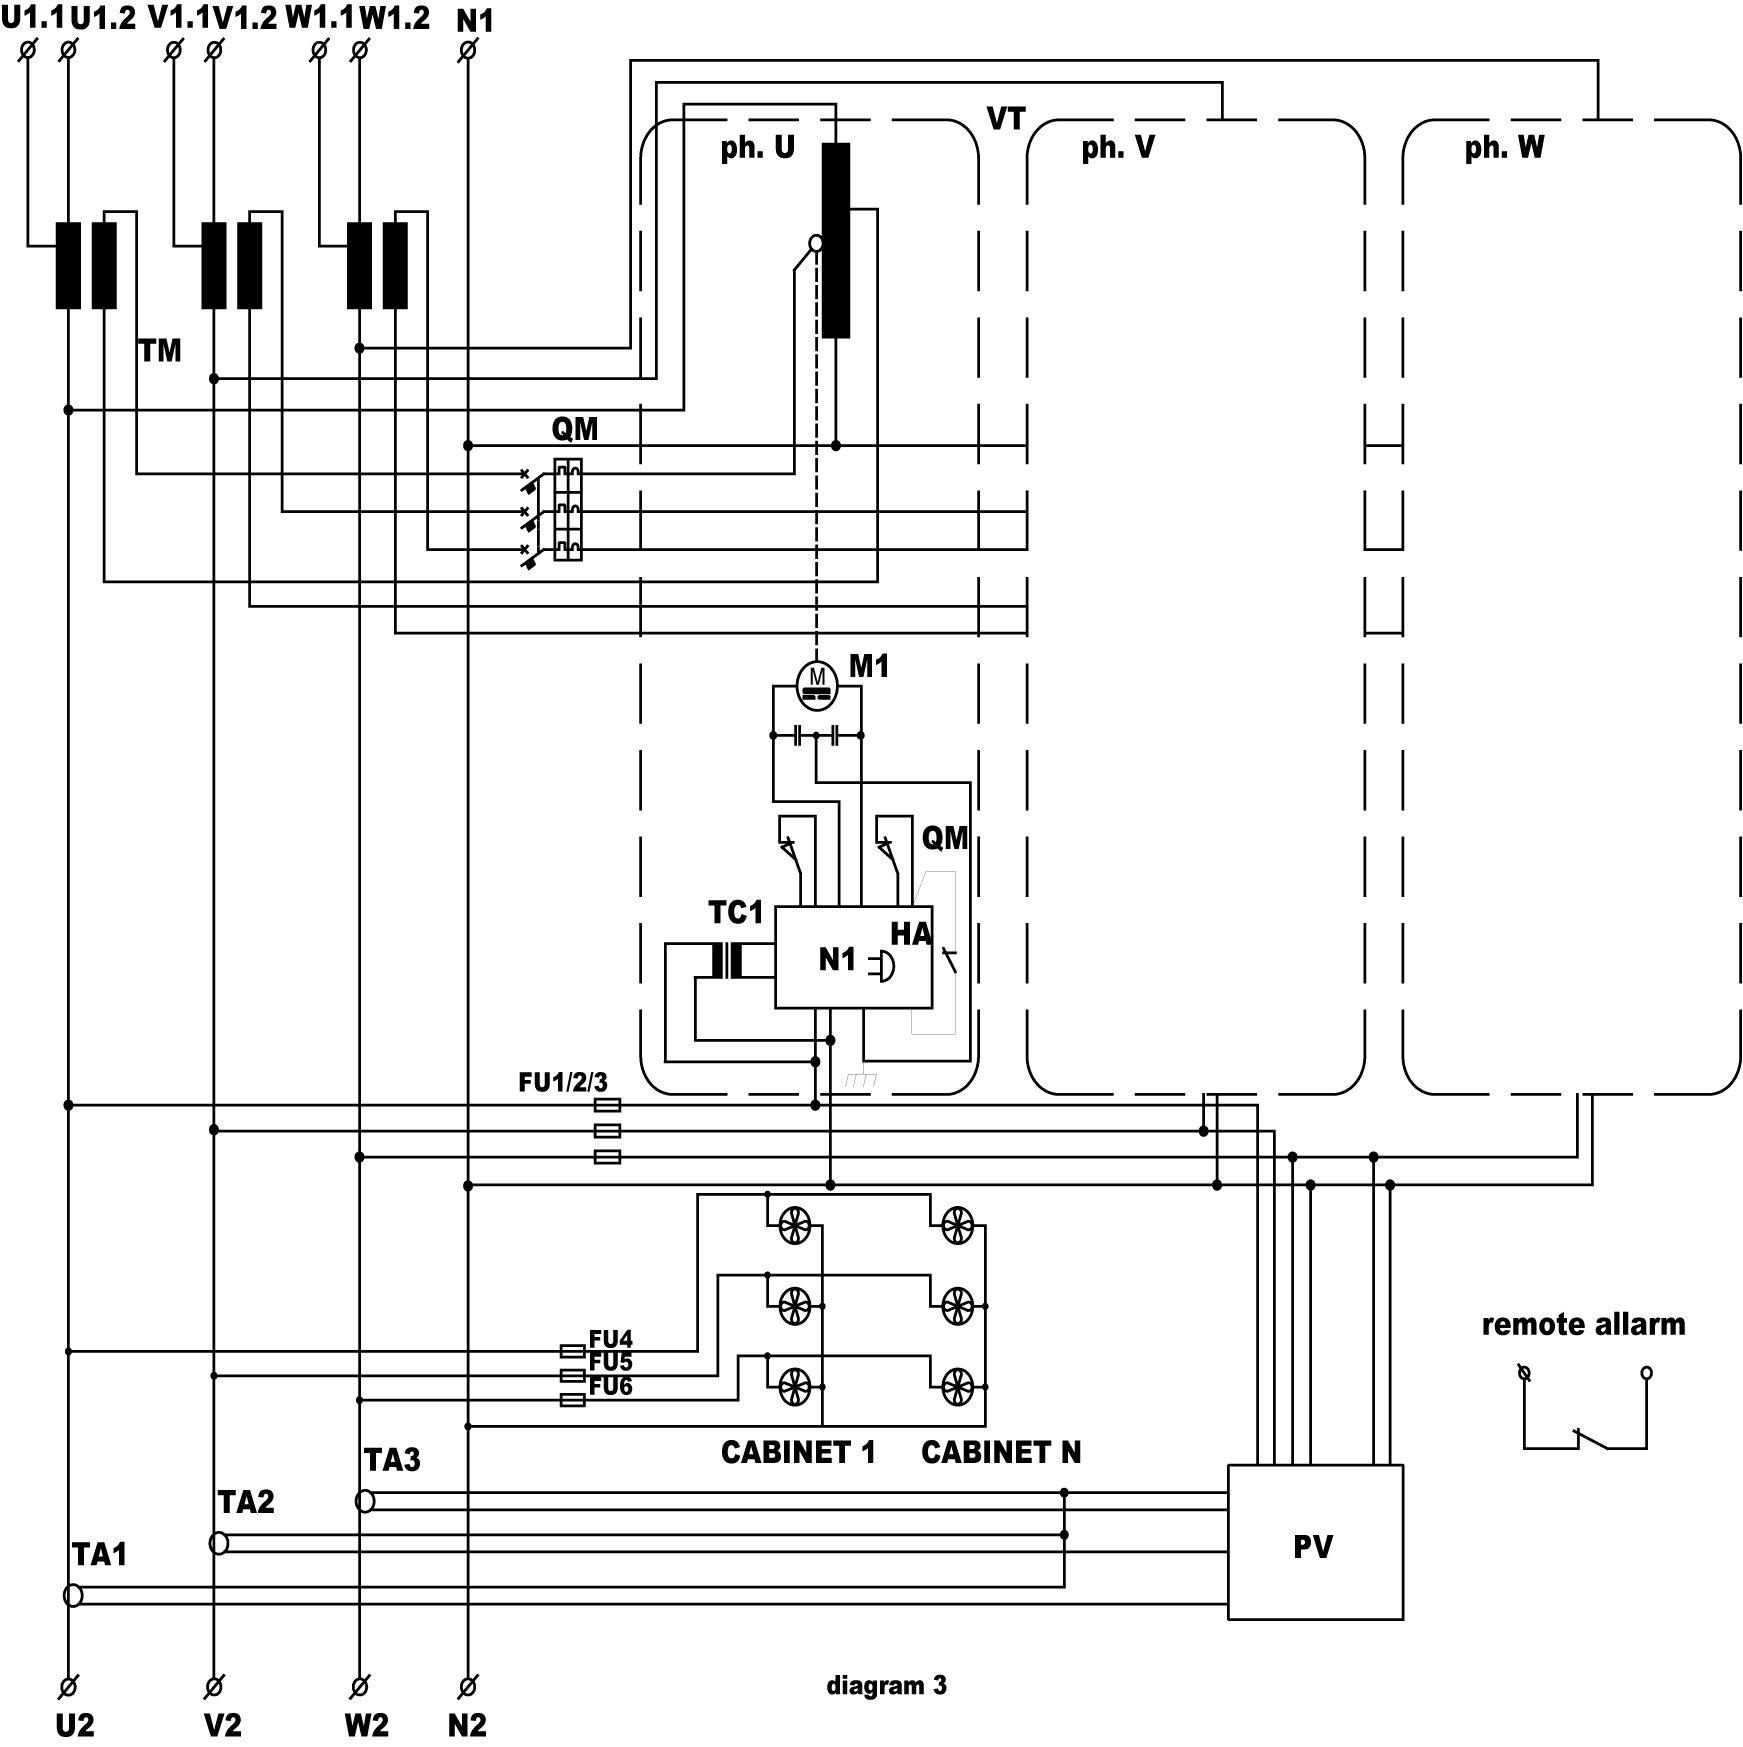 U1.1 U1.2 V1.1 V1.2 W1.1 W1.2 N1
VT
ph. U
ph. V
ph. W
TM
QM
M1
M
QM
TC1
HA
N1
FU1/2/3
FU4
FU5
FU6
remote allarm
CABINET 1
CABINET N
TA3
TA2
TA1
PV
diagram 3
U2 V2 W2 N2